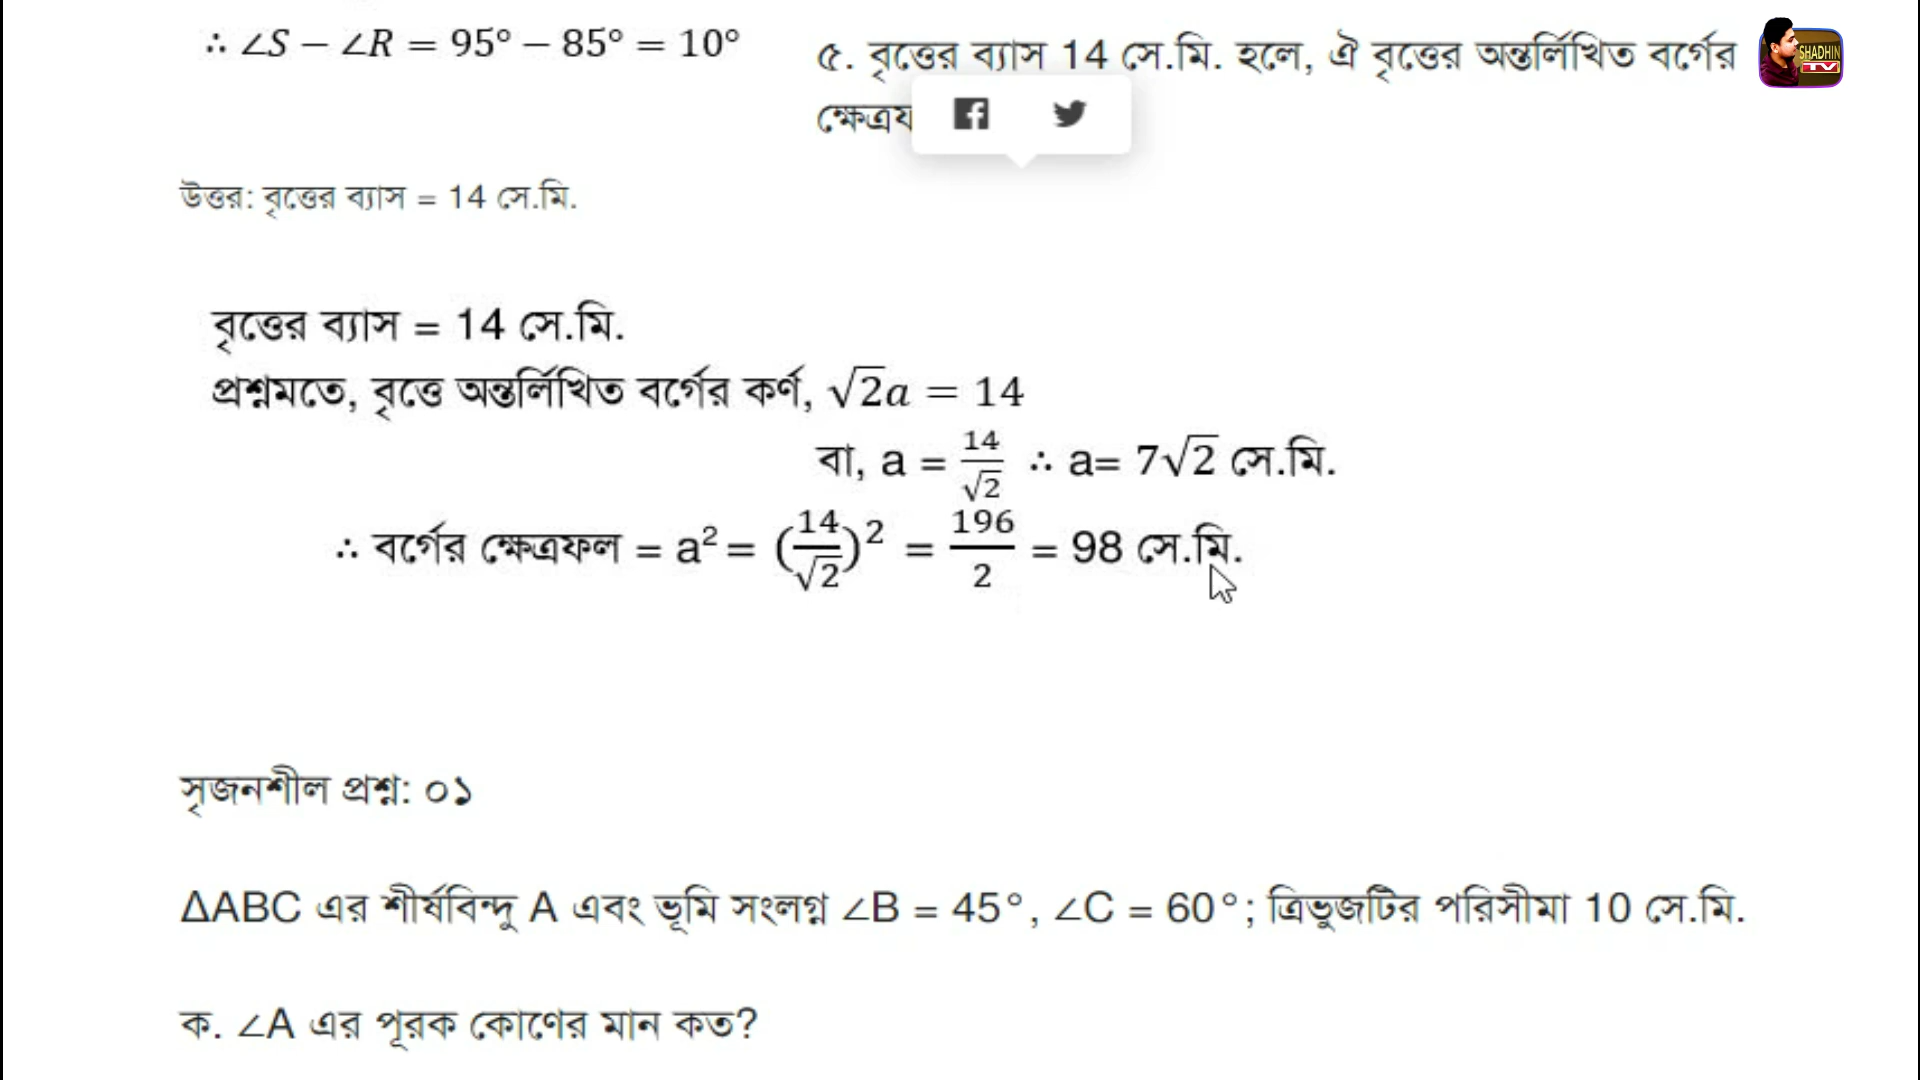 ∴ ∠S − ∠R = 95° − 85° = 10°
৫. বৃত্তের ব্যাস 14 সে.মি. হলে, ঐ বৃত্তের অন্তর্লিখিত বর্গের
SHADHIN
TV
উত্তর: বৃত্তের ব্যাস = 14 সে.মি.
বৃত্তের ব্যাস = 14 সে.মি.
প্রশ্নমতে, বৃত্তে অন্তর্লিখিত বর্গের কর্ণ, √2a = 14
বা, a = 14/√2 ∴ a= 7√2 সে.মি.
∴ বর্গের ক্ষেত্রফল = a² = (14/√2)² = 196/2 = 98 সে.মি.
সৃজনশীল প্রশ্ন: ০১
ΔABC এর শীর্ষবিন্দু A এবং ভূমি সংলগ্ন ∠B = 45°, ∠C = 60°; ত্রিভুজটির পরিসীমা 10 সে.মি.
ক. ∠A এর পূরক কোণের মান কত?